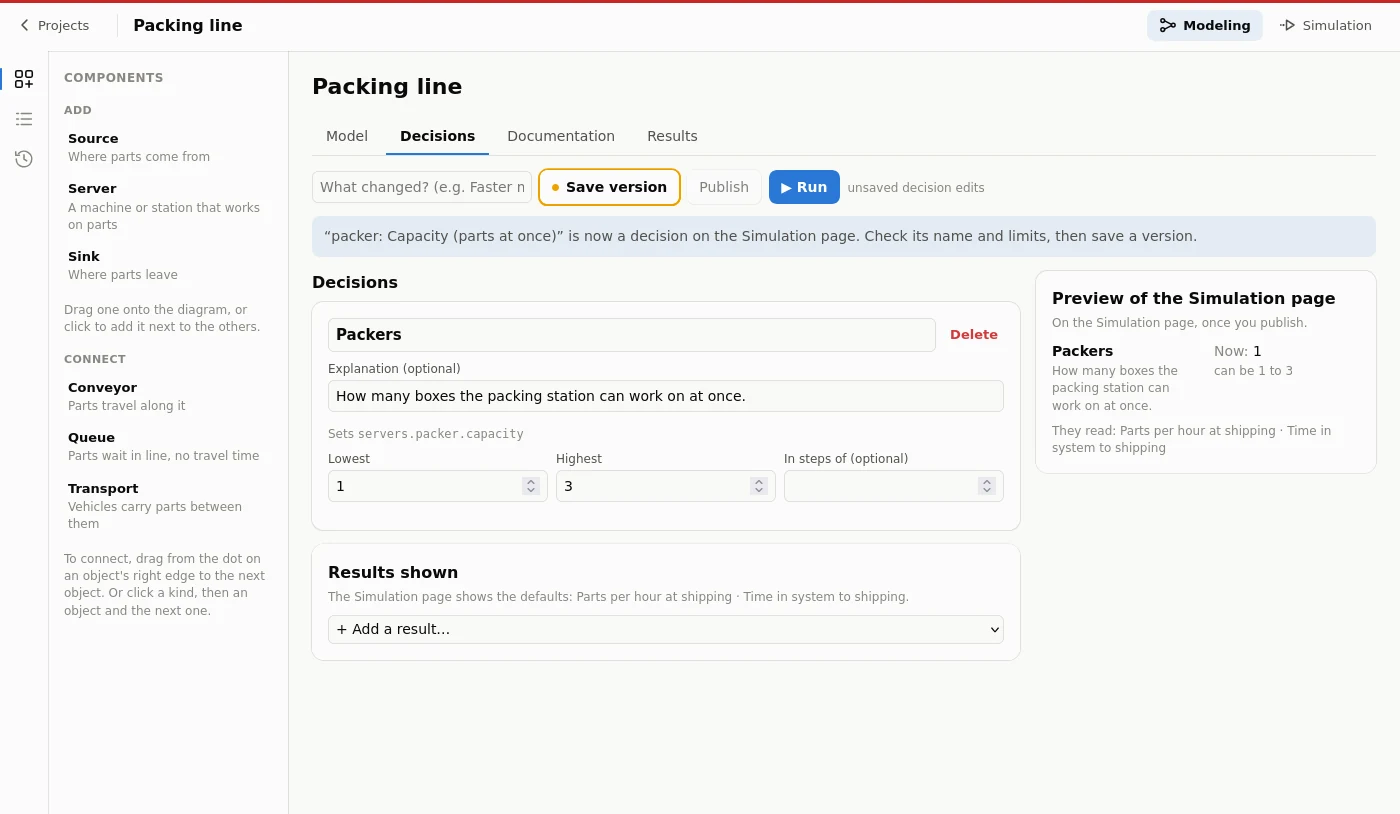 Projects
Packing line
Modeling
Simulation
COMPONENTS
ADD
Source
Where parts come from
Server
A machine or station that works
on parts
Sink
Where parts leave
Drag one onto the diagram, or
click to add it next to the others.
CONNECT
Conveyor
Parts travel along it
Queue
Parts wait in line, no travel time
Transport
Vehicles carry parts between
them
To connect, drag from the dot on
an object's right edge to the next
object. Or click a kind, then an
object and the next one.
Packing line
Model
Decisions
Documentation
Results
What changed? (e.g. Faster n
Save version
Publish
▶ Run
unsaved decision edits
“packer: Capacity (parts at once)” is now a decision on the Simulation page. Check its name and limits, then save a version.
Decisions
Packers
Delete
Explanation (optional)
How many boxes the packing station can work on at once.
Sets servers.packer.capacity
Lowest
Highest
In steps of (optional)
1
3
Results shown
The Simulation page shows the defaults: Parts per hour at shipping · Time in system to shipping.
+ Add a result…
Preview of the Simulation page
On the Simulation page, once you publish.
Packers
Now: 1
How many boxes the
packing station can
work on at once.
can be 1 to 3
They read: Parts per hour at shipping · Time in
system to shipping